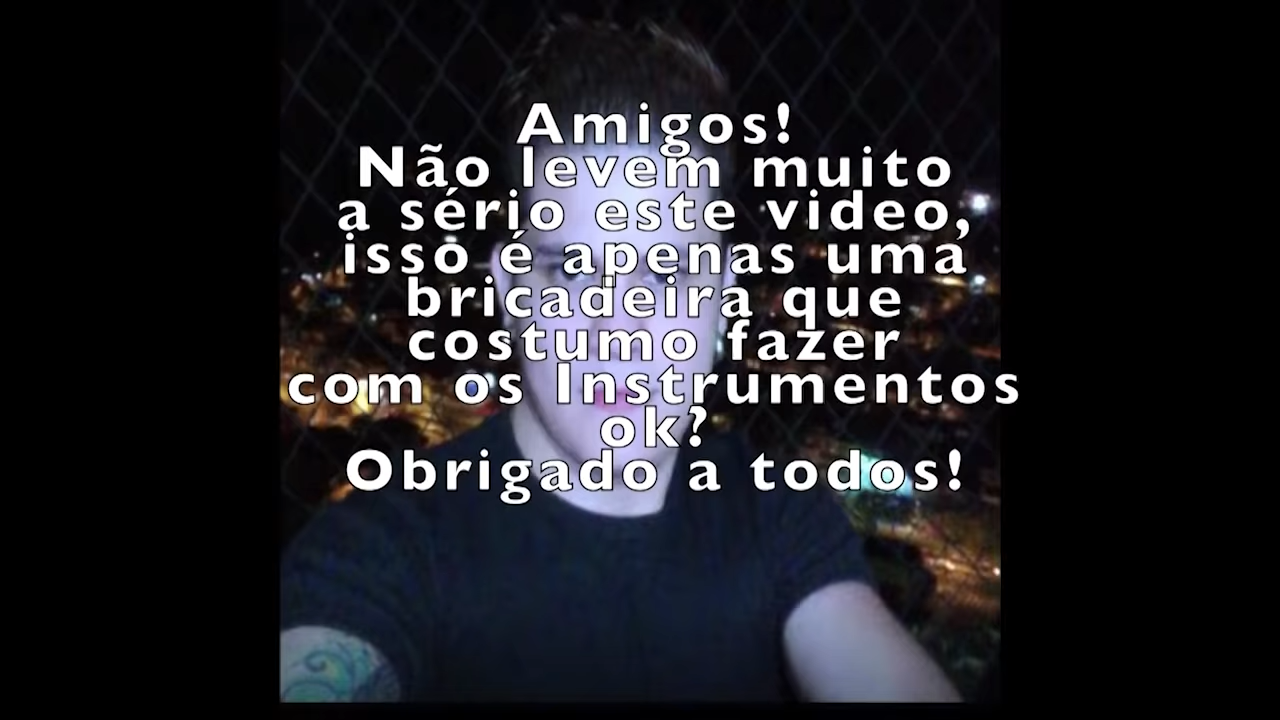 Amigos!
Não levem muito
a sério este video,
isso é apenas uma
bricadeira que
costumo fazer
com os Instrumentos
ok?
Obrigado a todos!